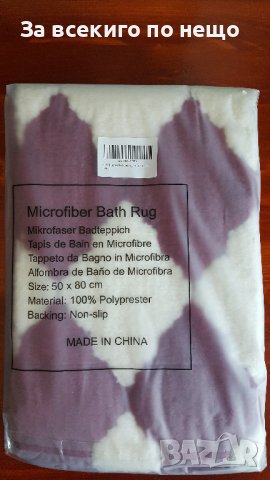 За всекиго по нещо
Microfiber Bath Rug
Mikrofaser Badteppich
Tapis de Bain en Microfibre
Tappeto da Bagno in Microfibra
Alfombra de Baño de Microfibra
Size: 50 x 80 cm
Material: 100% Polyprester
Backing: Non-slip
MADE IN CHINA
BAZAR